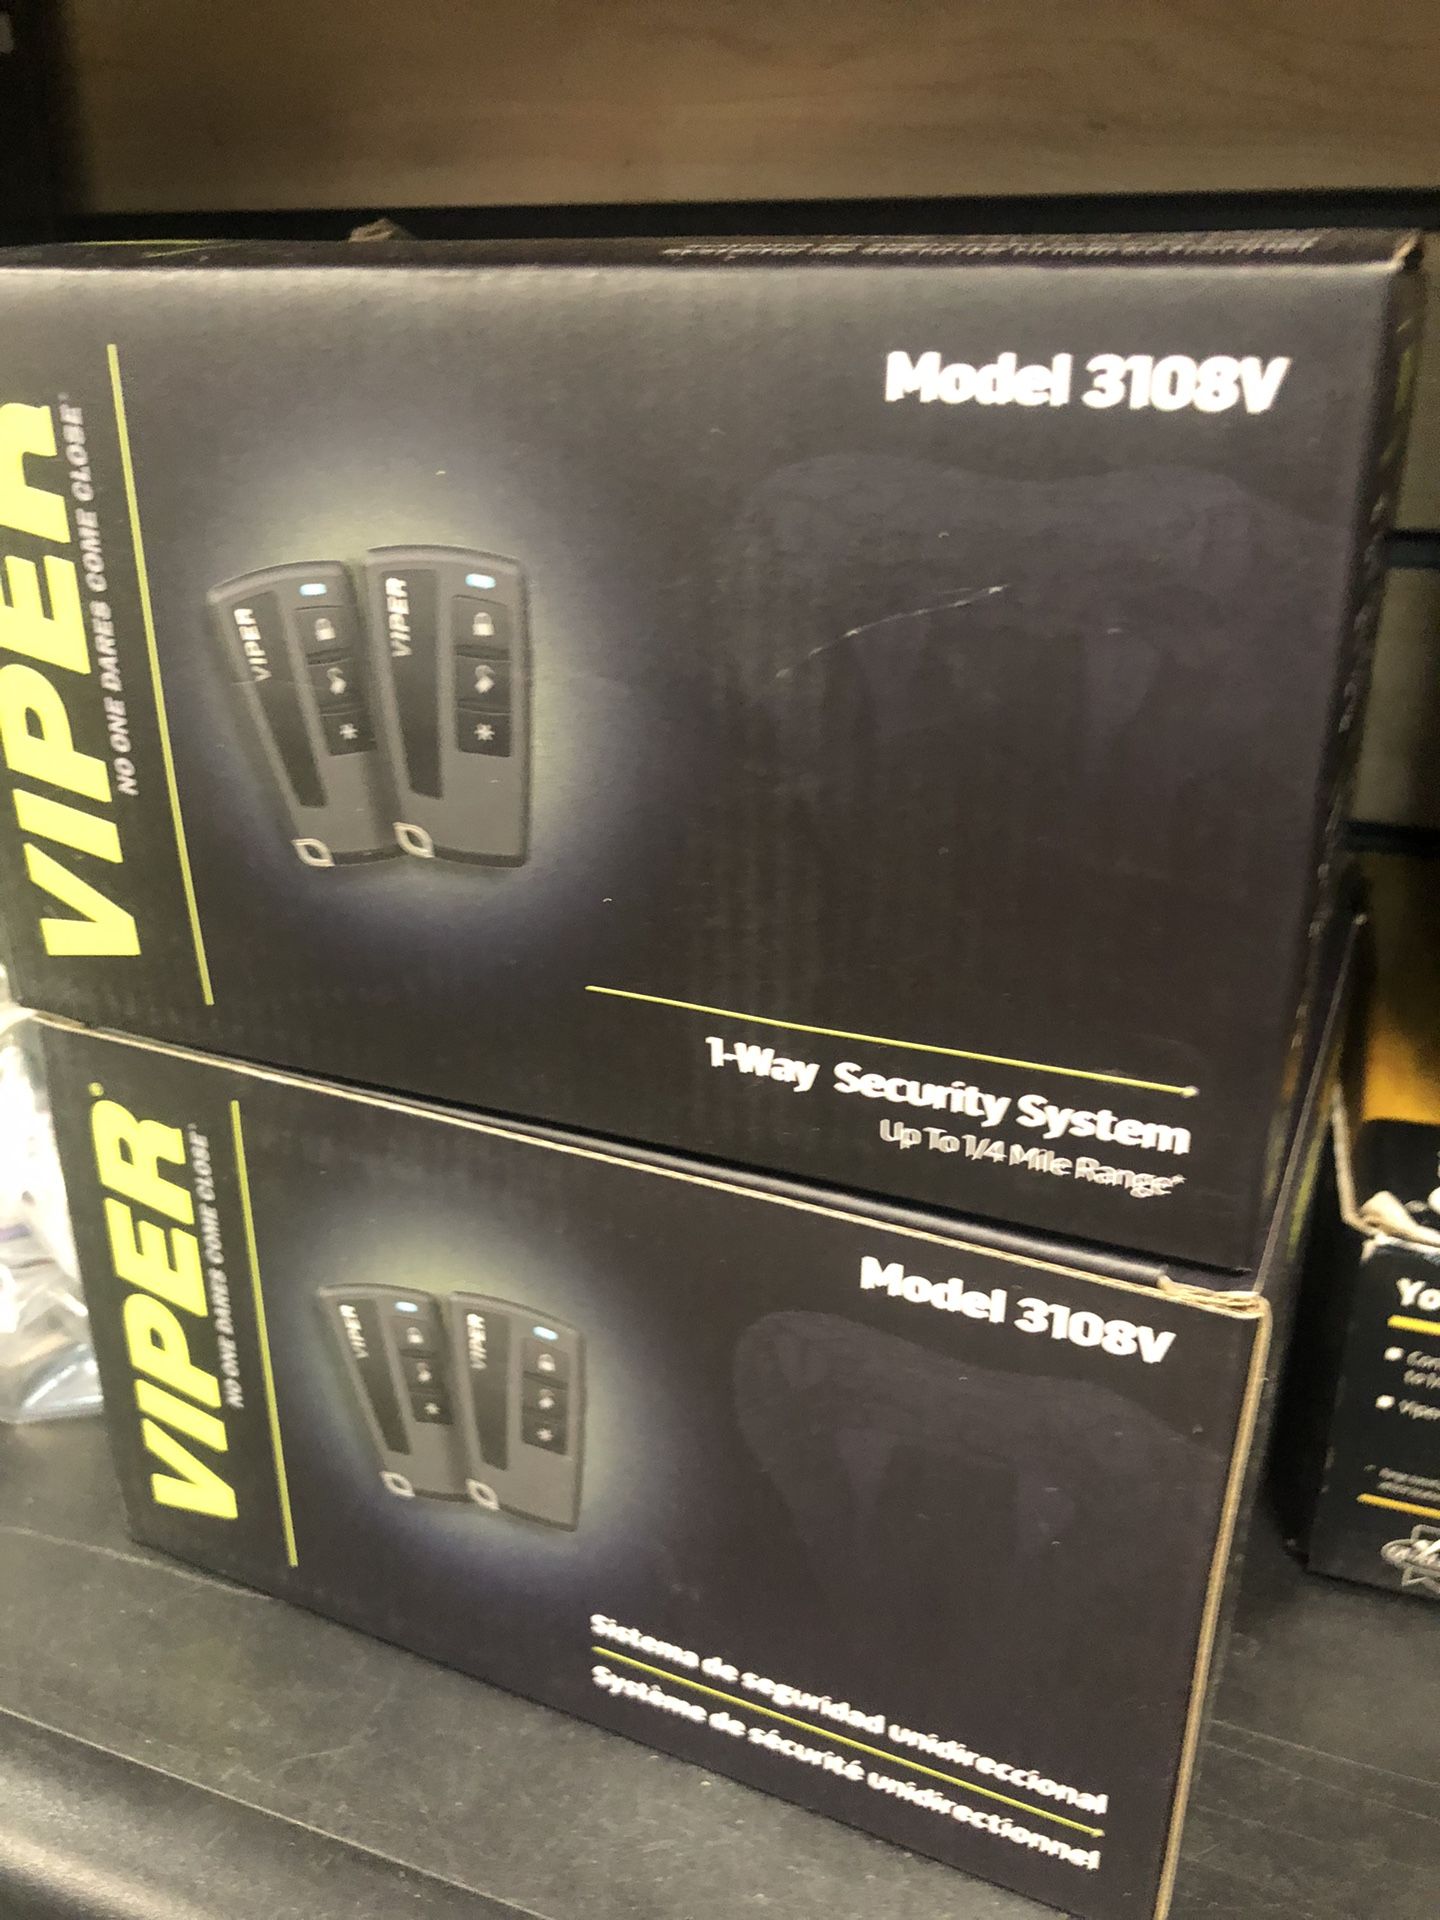 VIPER
NO ONE DARES COME CLOSE
Model 3108V
VIPER
VIPER
1-Way Security System
Up To 1/4 Mile Range*
VIPER
NO ONE DARES COME CLOSE
Model 3108V
VIPER
VIPER
Sistema de seguridad unidireccional
Système de sécurité unidirectionnel
Viper